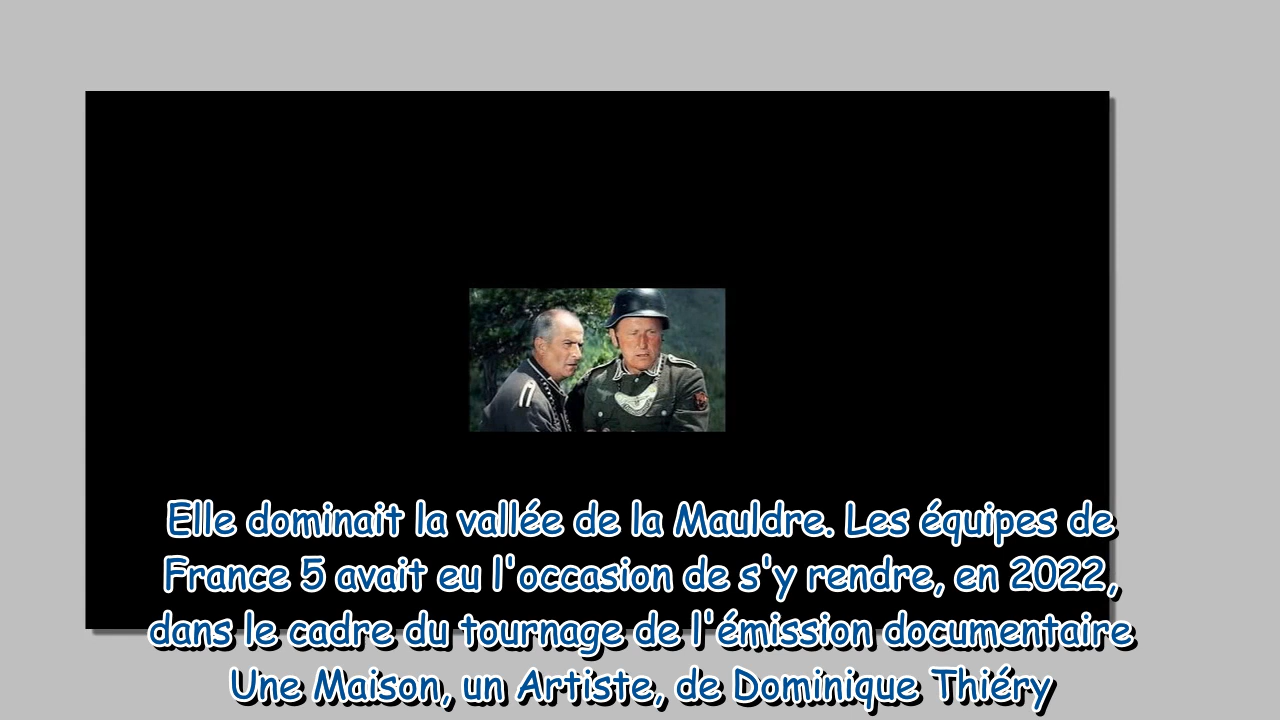 Elle dominait la vallée de la Mauldre. Les équipes de
France 5 avait eu l'occasion de s'y rendre, en 2022,
dans le cadre du tournage de l'émission documentaire
Une Maison, un Artiste, de Dominique Thiéry